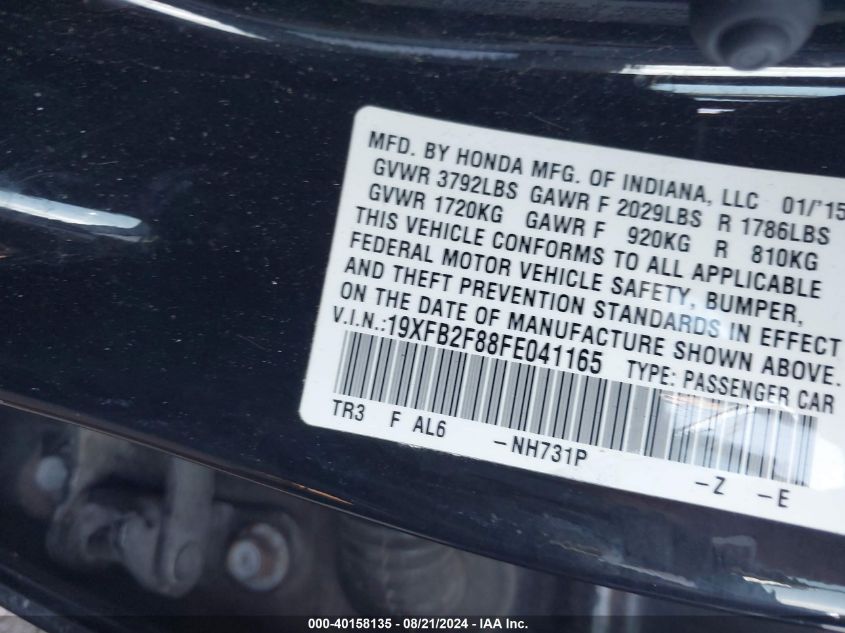 MFD. BY HONDA MFG. OF INDIANA, LLC 01/'15
GVWR 3792LBS GAWR F 2029LBS R 1786LBS
GVWR 1720KG GAWR F 920KG R 810KG
THIS VEHICLE CONFORMS TO ALL APPLICABLE
FEDERAL MOTOR VEHICLE SAFETY, BUMPER,
AND THEFT PREVENTION STANDARDS IN EFFECT
ON THE DATE OF MANUFACTURE SHOWN ABOVE.
V.I.N.:19XFB2F88FE041165 TYPE: PASSENGER CAR
TR3 F AL6 -NH731P -Z -E
000-40158135 - 08/21/2024 - IAA Inc.